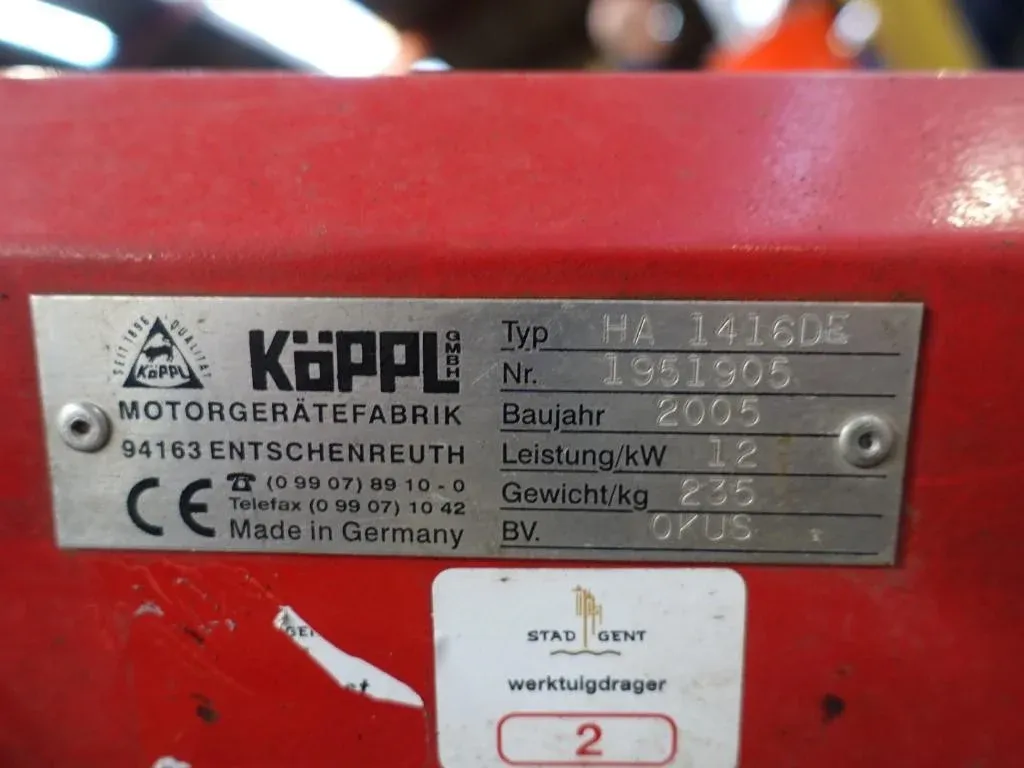 SEIT 1896 QUALITÄT
KÖPPL
KÖPPL GMBH
MOTORGERÄTEFABRIK
94163 ENTSCHENREUTH
☎ (0 99 07) 89 10 - 0
Telefax (0 99 07) 10 42
CE Made in Germany
Typ HA 1416DE
Nr. 1951905
Baujahr 2005
Leistung/kW 12
Gewicht/kg 235
BV. OKUS
STAD GENT
werktuigdrager
2